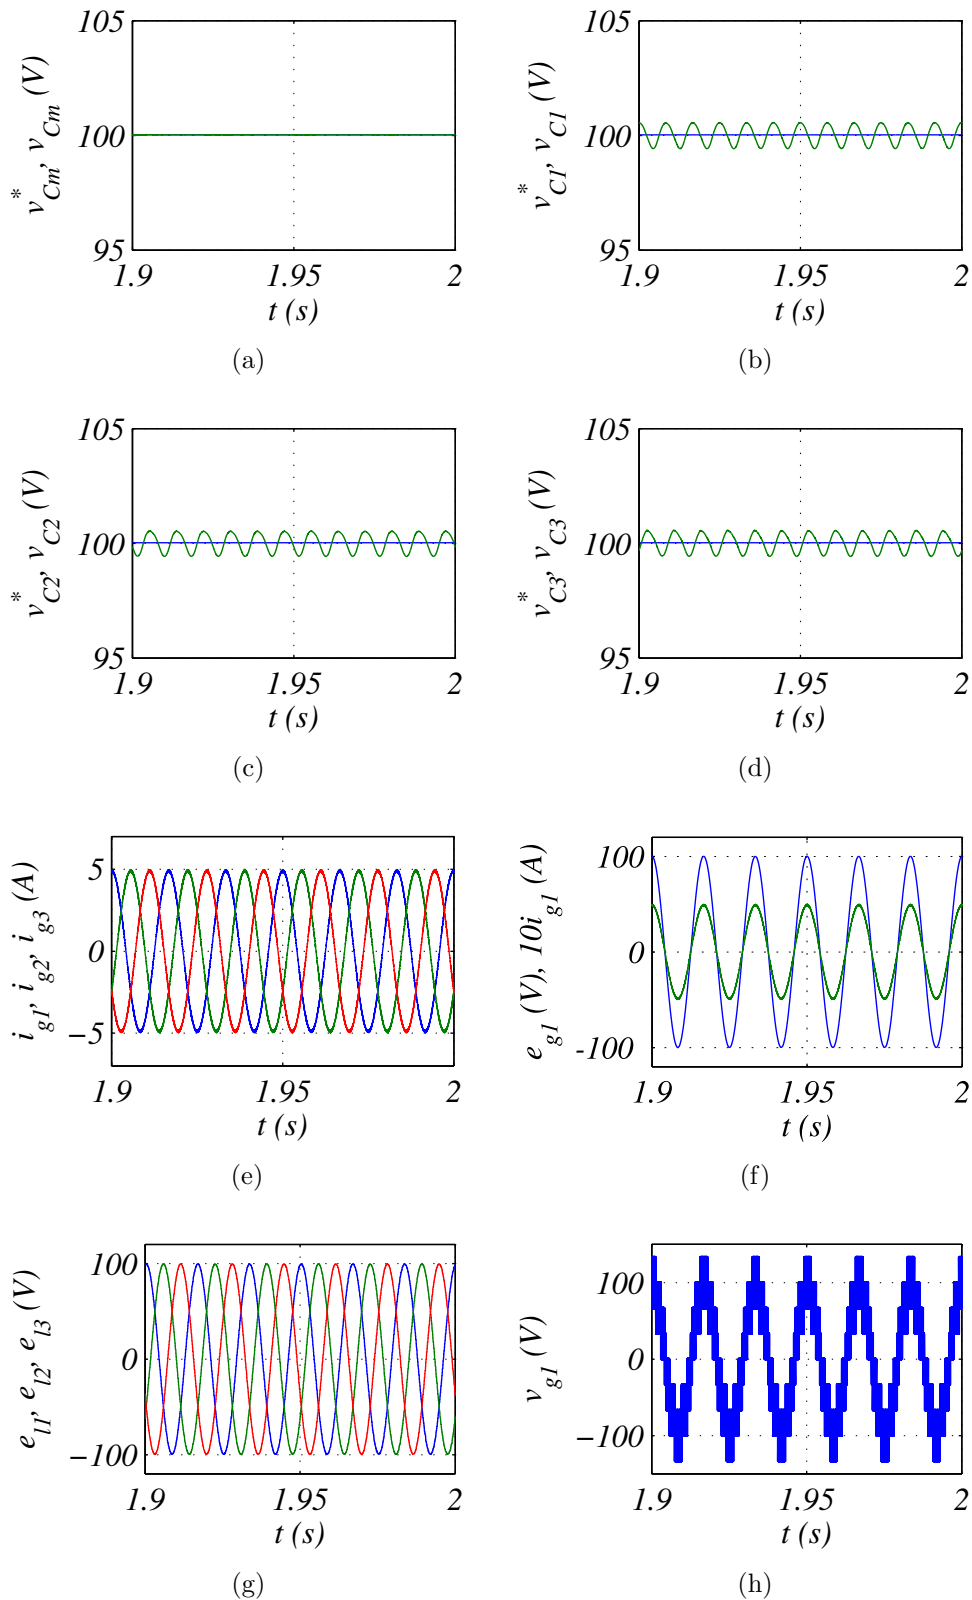 105
100
95
v*Cm, vCm (V)
1.9 1.95 2
t (s)
(a)
105
100
95
v*C1, vC1 (V)
1.9 1.95 2
t (s)
(b)
105
100
95
v*C2, vC2 (V)
1.9 1.95 2
t (s)
(c)
105
100
95
v*C3, vC3 (V)
1.9 1.95 2
t (s)
(d)
5
0
−5
ig1, ig2, ig3 (A)
1.9 1.95 2
t (s)
(e)
100
0
-100
eg1 (V), 10ig1 (A)
1.9 1.95 2
t (s)
(f)
100
0
−100
el1, el2, el3 (V)
1.9 1.95 2
t (s)
(g)
100
0
−100
vg1 (V)
1.9 1.95 2
t (s)
(h)